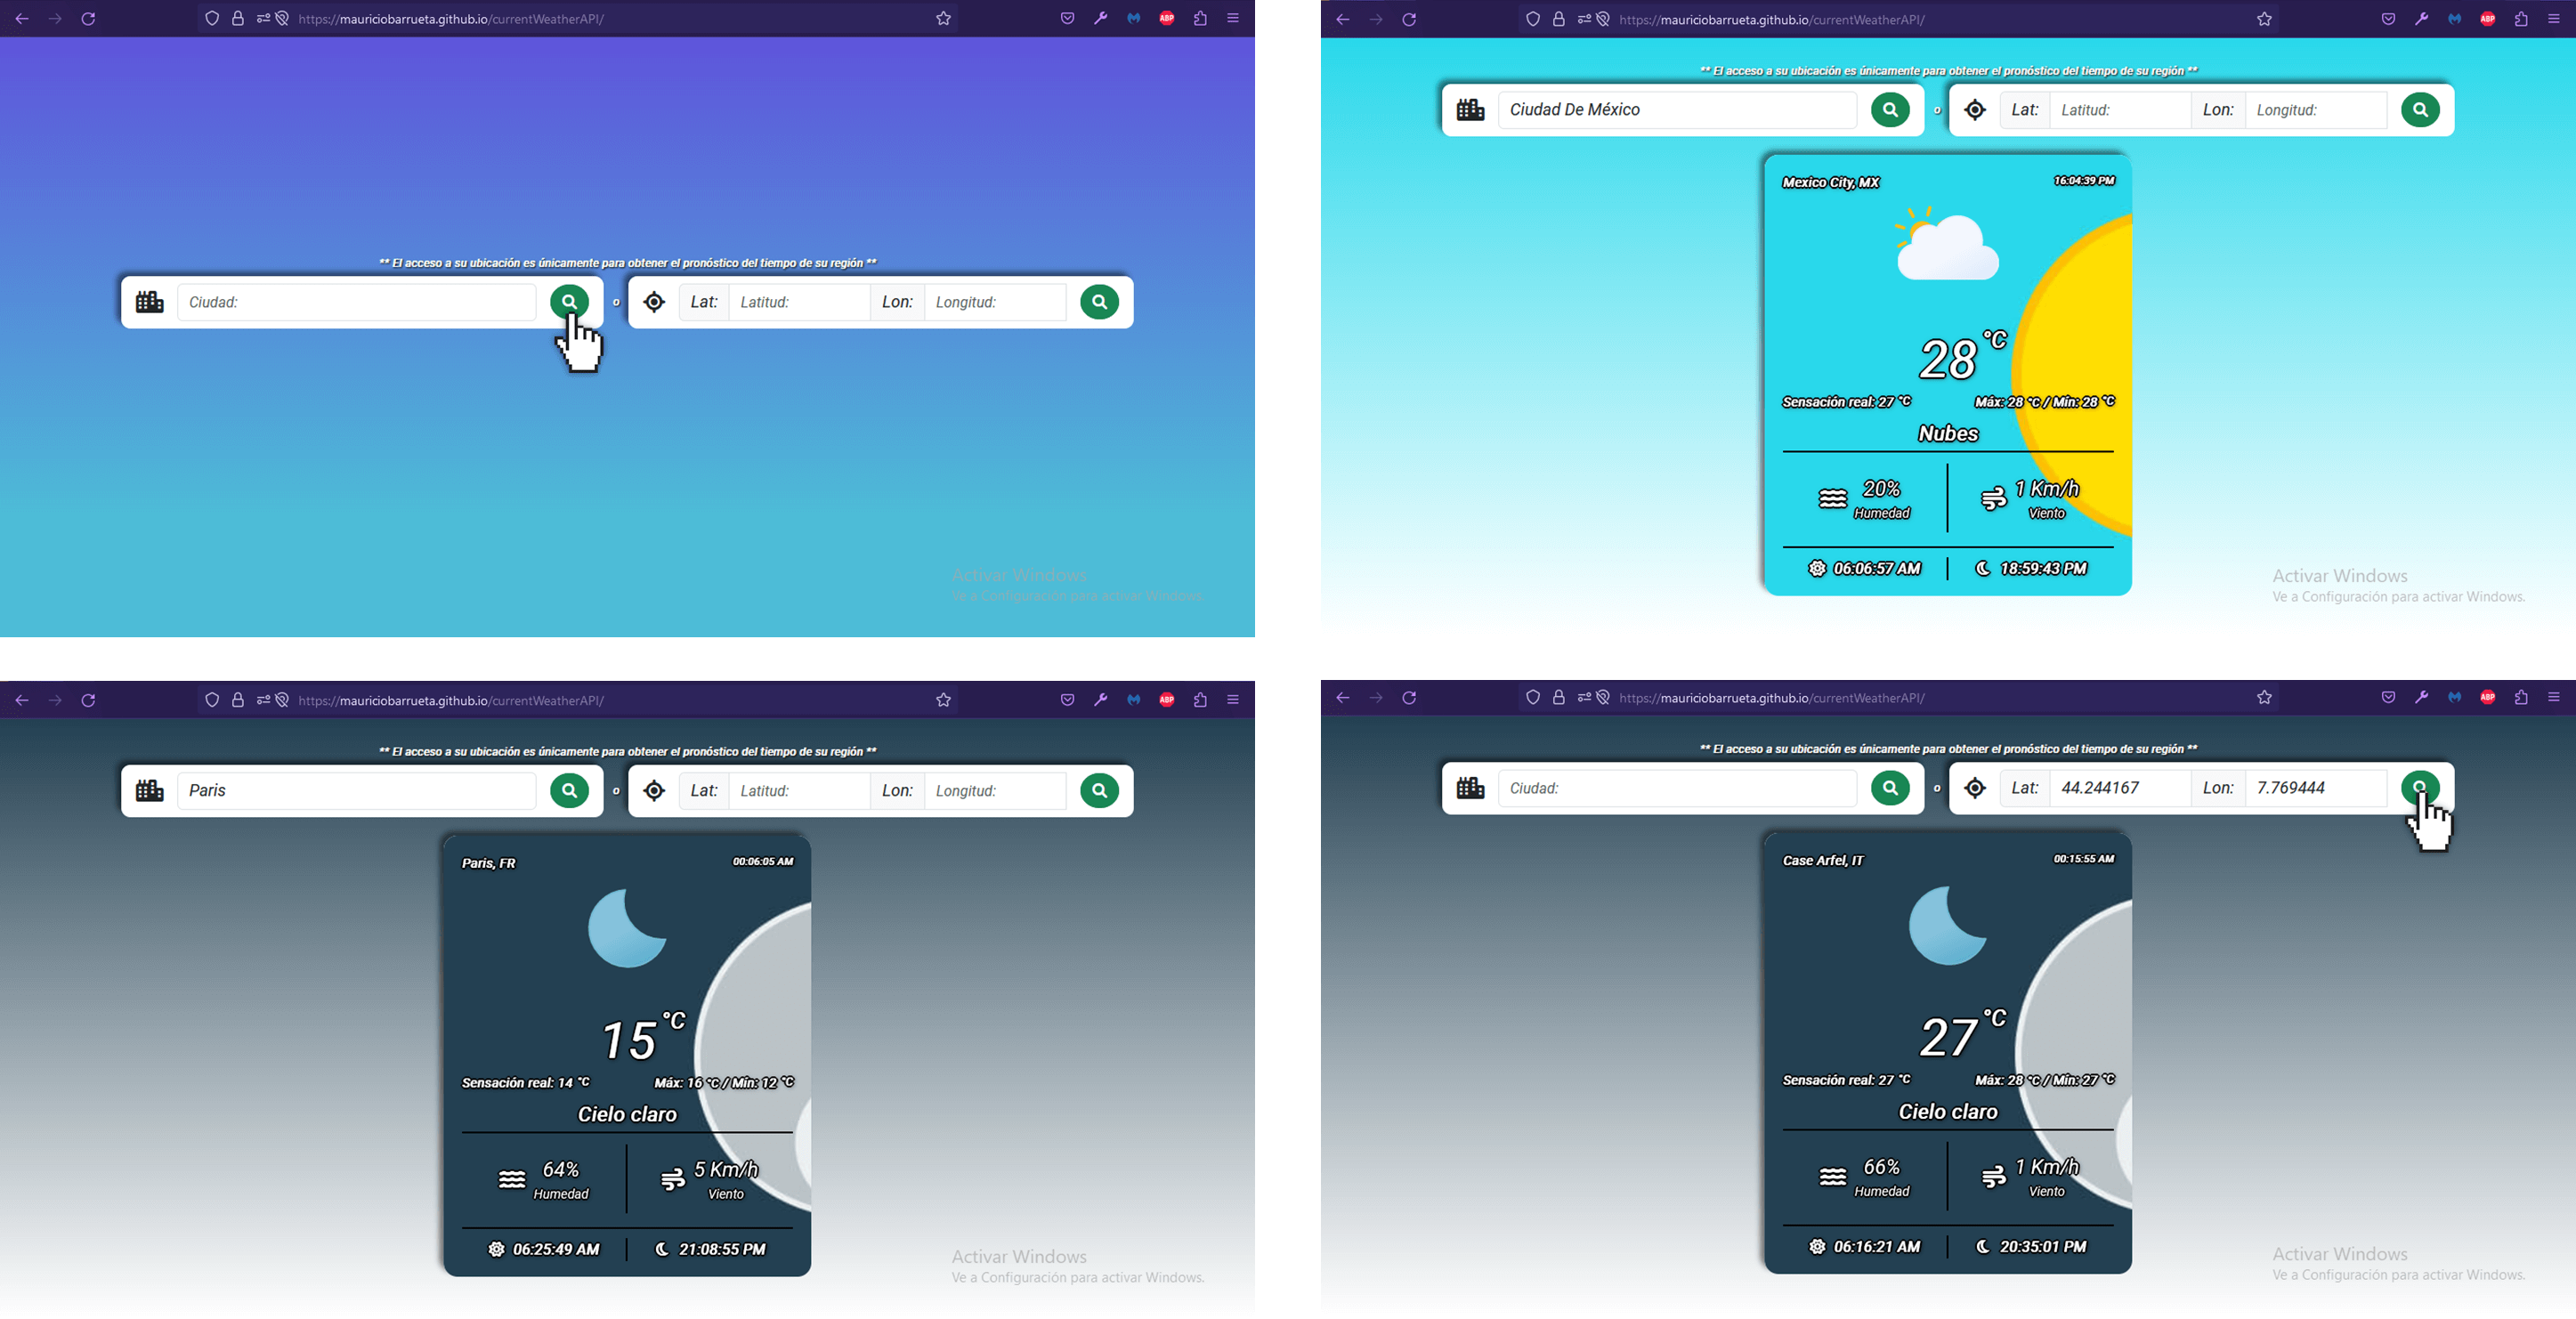 https://mauriciobarrueta.github.io/currentWeatherAPI/
ABP
** El acceso a su ubicación es únicamente para obtener el pronóstico del tiempo de su región **
Ciudad:
o
Lat: Latitud: Lon: Longitud:
Activar Windows
Ve a Configuración para activar Windows.
https://mauriciobarrueta.github.io/currentWeatherAPI/
ABP
** El acceso a su ubicación es únicamente para obtener el pronóstico del tiempo de su región **
Ciudad De México
o
Lat: Latitud: Lon: Longitud:
Mexico City, MX 16:04:39 PM
28 °C
Sensación real: 27 °C Máx: 28 °C / Mín: 28 °C
Nubes
20% 1 Km/h
Humedad Viento
06:06:57 AM 18:59:43 PM
Activar Windows
Ve a Configuración para activar Windows.
https://mauriciobarrueta.github.io/currentWeatherAPI/
ABP
** El acceso a su ubicación es únicamente para obtener el pronóstico del tiempo de su región **
Paris
o
Lat: Latitud: Lon: Longitud:
Paris, FR 00:06:05 AM
15 °C
Sensación real: 14 °C Máx: 16 °C / Mín: 12 °C
Cielo claro
64% 5 Km/h
Humedad Viento
06:25:49 AM 21:08:55 PM
Activar Windows
Ve a Configuración para activar Windows.
https://mauriciobarrueta.github.io/currentWeatherAPI/
ABP
** El acceso a su ubicación es únicamente para obtener el pronóstico del tiempo de su región **
Ciudad:
o
Lat: 44.244167 Lon: 7.769444
Case Arfel, IT 00:15:55 AM
27 °C
Sensación real: 27 °C Máx: 28 °C / Mín: 27 °C
Cielo claro
66% 1 Km/h
Humedad Viento
06:16:21 AM 20:35:01 PM
Activar Windows
Ve a Configuración para activar Windows.